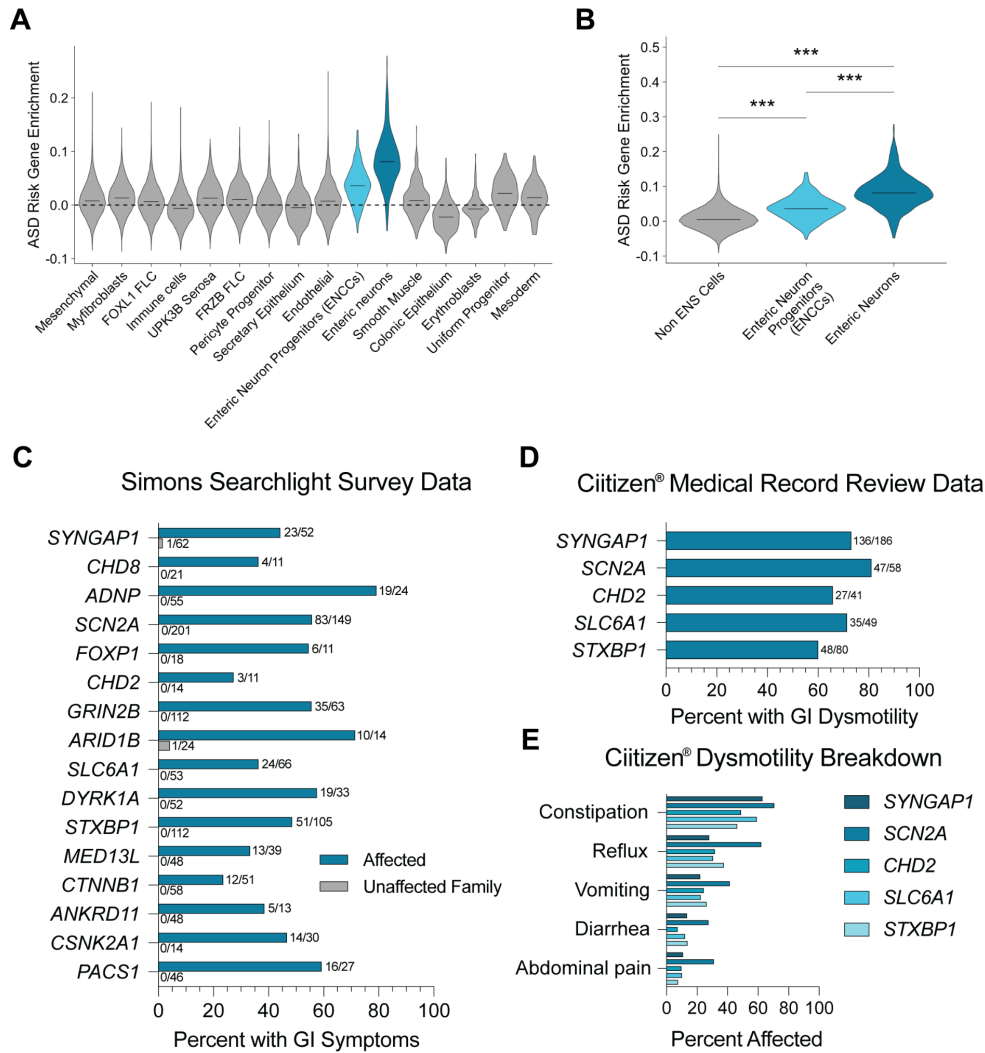 A
ASD Risk Gene Enrichment
0.2
0.1
0.0
-0.1
Mesenchymal
Myfibroblasts
FOXL1 FLC
Immune cells
UPK3B Serosa
FRZB FLC
Pericyte Progenitor
Secretary Epithelium
Endothelial
Enteric Neuron Progenitors (ENCCs)
Enteric neurons
Smooth Muscle
Colonic Epithelium
Erythroblasts
Uniform Progenitor
Mesoderm
B
ASD Risk Gene Enrichment
0.5
0.4
0.3
0.2
0.1
0.0
-0.1
***
***
***
Non ENS Cells
Enteric Neuron
Progenitors
(ENCCs)
Enteric Neurons
C
Simons Searchlight Survey Data
SYNGAP1 23/52
1/62
CHD8 4/11
0/21
ADNP 19/24
0/55
SCN2A 83/149
0/201
FOXP1 6/11
0/18
CHD2 3/11
0/14
GRIN2B 35/63
0/112
ARID1B 10/14
1/24
SLC6A1 24/66
0/53
DYRK1A 19/33
0/52
STXBP1 51/105
0/112
MED13L 13/39
0/48
CTNNB1 12/51
0/58
ANKRD11 5/13
0/48
CSNK2A1 14/30
0/14
PACS1 16/27
0/46
Affected
Unaffected Family
0 20 40 60 80 100
Percent with GI Symptoms
D
Ciitizen® Medical Record Review Data
SYNGAP1 136/186
SCN2A 47/58
CHD2 27/41
SLC6A1 35/49
STXBP1 48/80
0 20 40 60 80 100
Percent with GI Dysmotility
E
Ciitizen® Dysmotility Breakdown
Constipation
Reflux
Vomiting
Diarrhea
Abdominal pain
0 20 40 60 80 100
Percent Affected
SYNGAP1
SCN2A
CHD2
SLC6A1
STXBP1